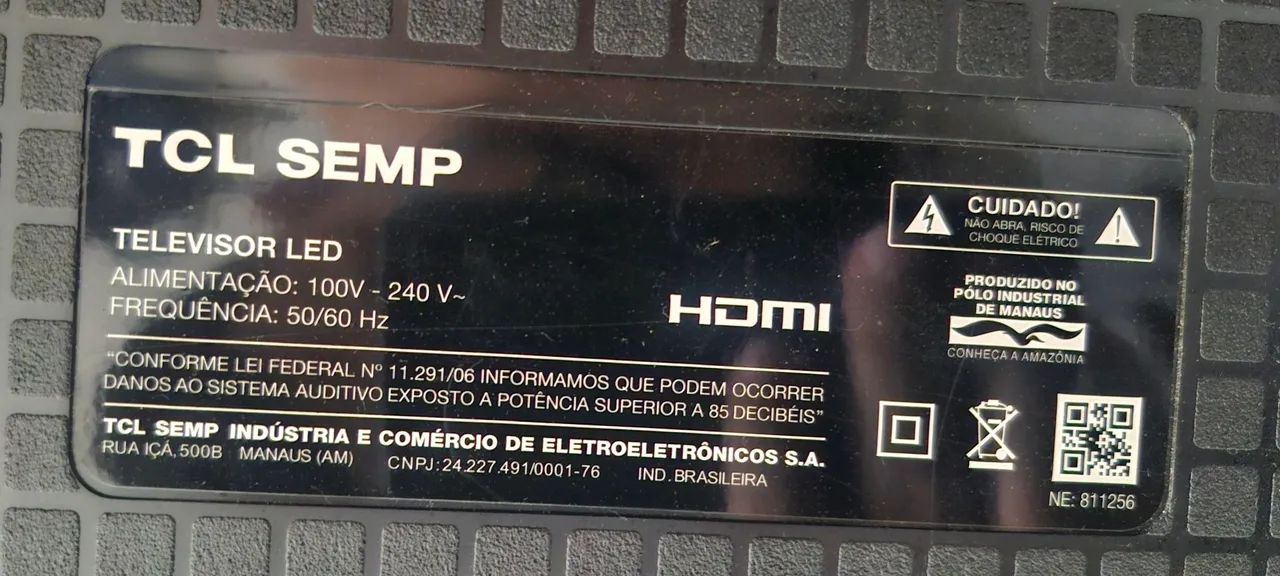 TCL SEMP
TELEVISOR LED
ALIMENTAÇÃO: 100V - 240 V~
FREQUÊNCIA: 50/60 Hz
HDMI
"CONFORME LEI FEDERAL Nº 11.291/06 INFORMAMOS QUE PODEM OCORRER
DANOS AO SISTEMA AUDITIVO EXPOSTO A POTÊNCIA SUPERIOR A 85 DECIBÉIS"
TCL SEMP INDÚSTRIA E COMÉRCIO DE ELETROELETRÔNICOS S.A.
RUA IÇÁ, 500B MANAUS (AM) CNPJ: 24.227.491/0001-76 IND. BRASILEIRA
CUIDADO!
NÃO ABRA, RISCO DE
CHOQUE ELÉTRICO
PRODUZIDO NO
PÓLO INDUSTRIAL
DE MANAUS
CONHEÇA A AMAZÔNIA
NE: 811256